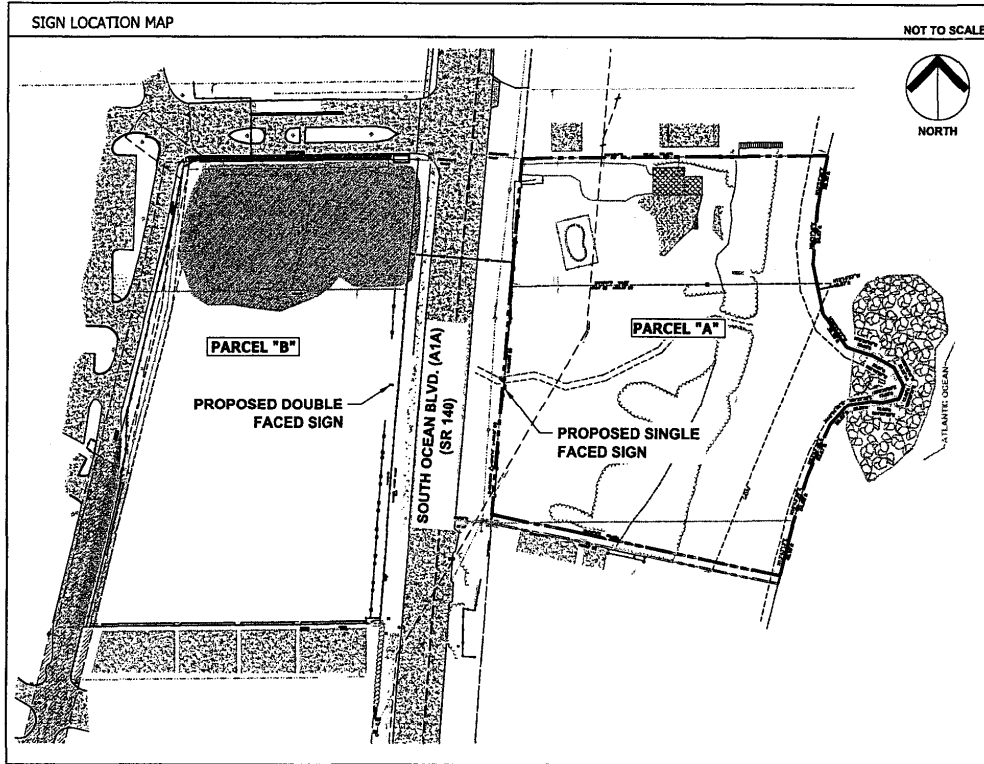 SIGN LOCATION MAP
NOT TO SCALE
NORTH
PARCEL "B"
PARCEL "A"
PROPOSED DOUBLE
FACED SIGN
SOUTH OCEAN BLVD. (A1A)
(SR 140)
PROPOSED SINGLE
FACED SIGN
ATLANTIC OCEAN